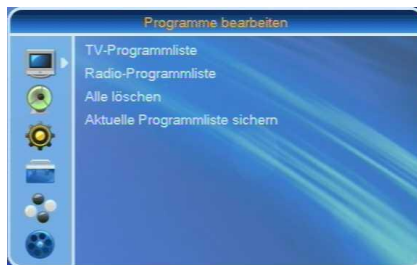 Programme bearbeiten
TV-Programmliste
Radio-Programmliste
Alle löschen
Aktuelle Programmliste sichern